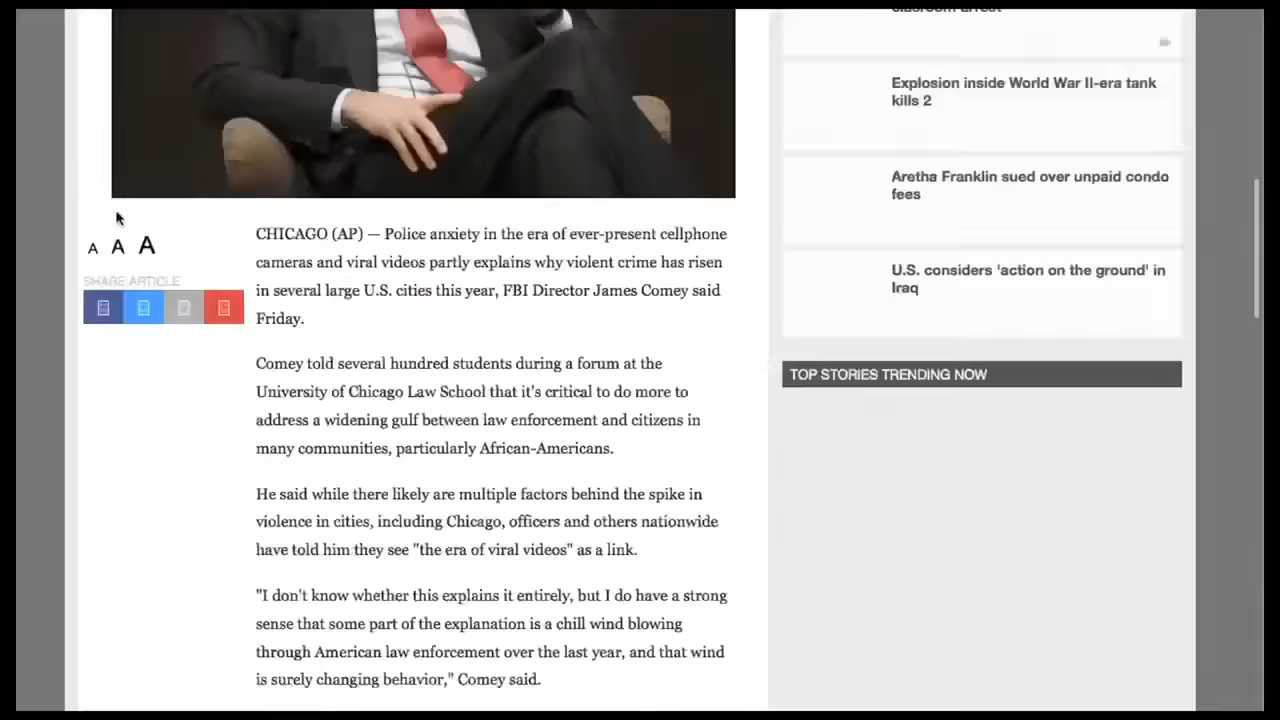 classroom arrest
Explosion inside World War II-era tank
kills 2
Aretha Franklin sued over unpaid condo
fees
U.S. considers 'action on the ground' in
Iraq
TOP STORIES TRENDING NOW
A A A
SHARE ARTICLE
CHICAGO (AP) — Police anxiety in the era of ever-present cellphone
cameras and viral videos partly explains why violent crime has risen
in several large U.S. cities this year, FBI Director James Comey said
Friday.
Comey told several hundred students during a forum at the
University of Chicago Law School that it's critical to do more to
address a widening gulf between law enforcement and citizens in
many communities, particularly African-Americans.
He said while there likely are multiple factors behind the spike in
violence in cities, including Chicago, officers and others nationwide
have told him they see "the era of viral videos" as a link.
"I don't know whether this explains it entirely, but I do have a strong
sense that some part of the explanation is a chill wind blowing
through American law enforcement over the last year, and that wind
is surely changing behavior," Comey said.